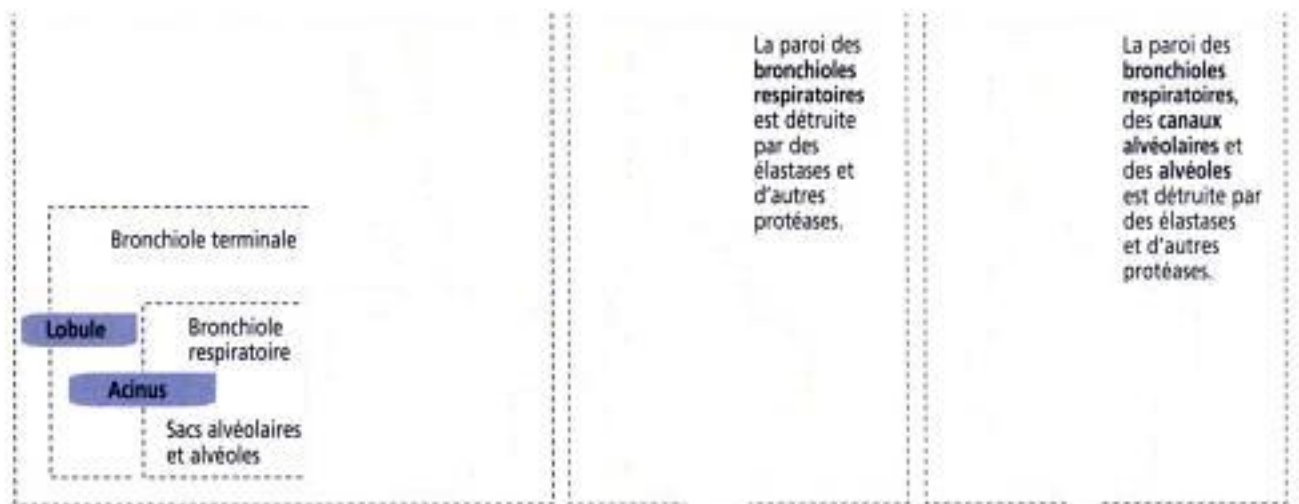 La paroi des
bronchioles
respiratoires
est détruite
par des
élastases et
d'autres
protéases.
La paroi des
bronchioles
respiratoires,
des canaux
alvéolaires et
des alvéoles
est détruite par
des élastases
et d'autres
protéases.
Bronchiole terminale
Lobule
Bronchiole
respiratoire
Acinus
Sacs alvéolaires
et alvéoles